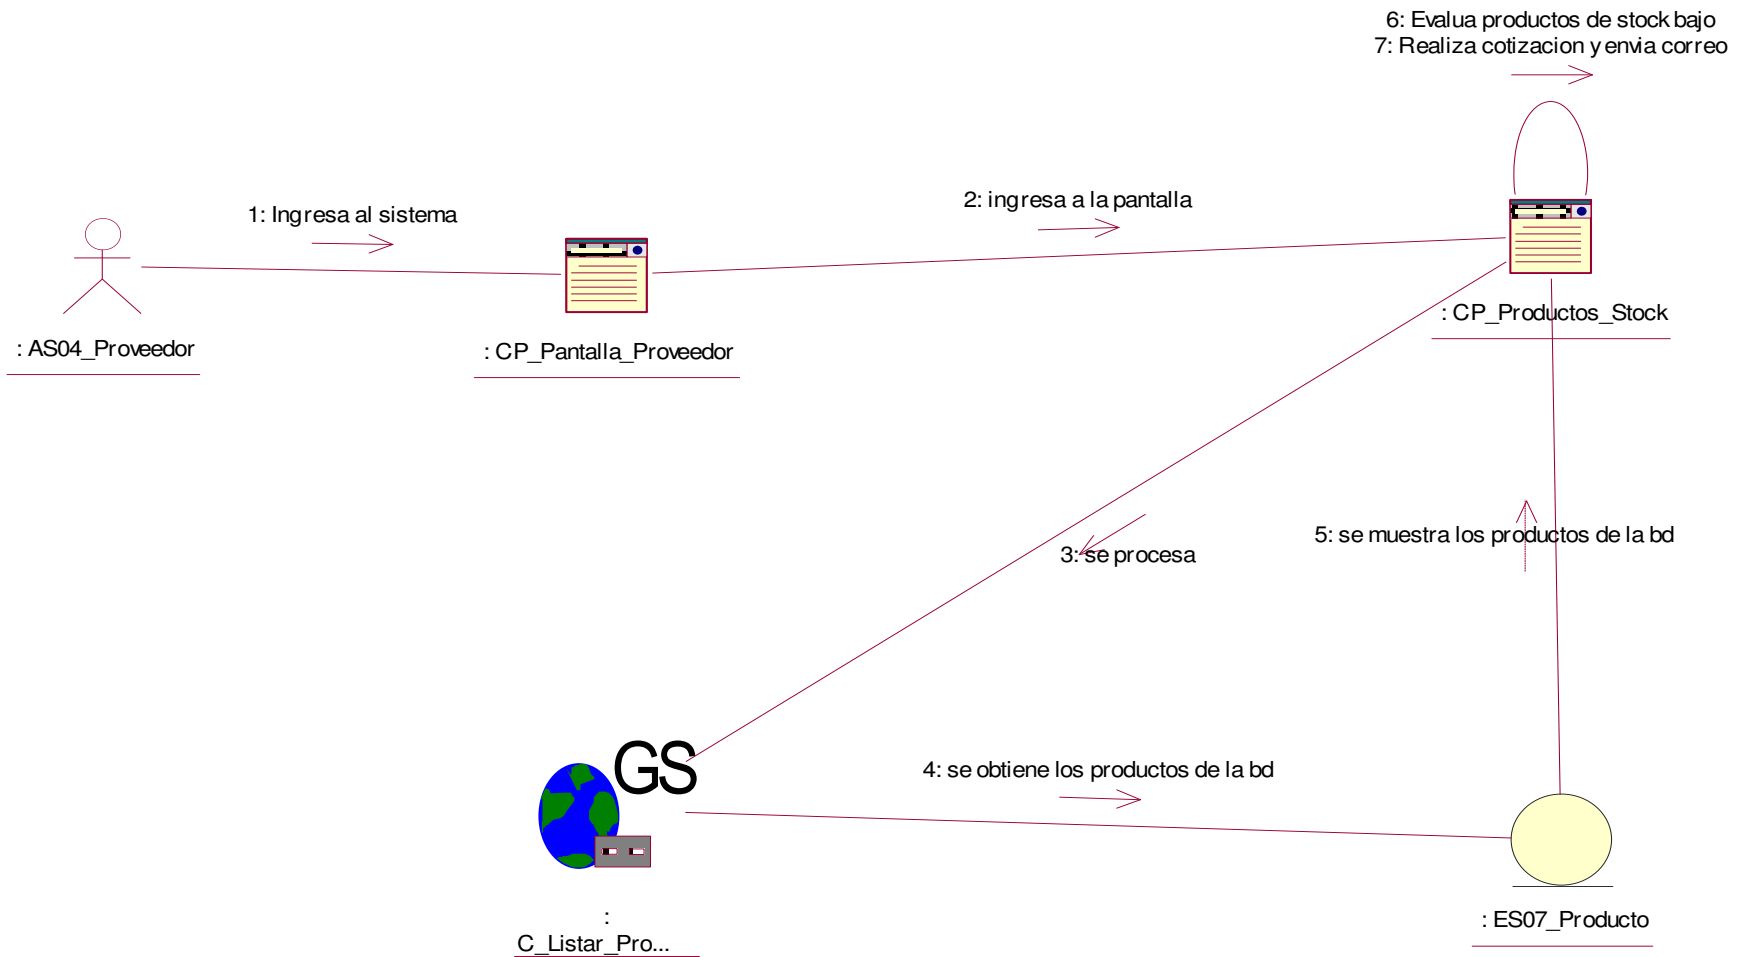 6: Evalua productos de stock bajo
7: Realiza cotizacion y envia correo
1: Ingresa al sistema
2: ingresa a la pantalla
: AS04_Proveedor
: CP_Pantalla_Proveedor
: CP_Productos_Stock
3: se procesa
5: se muestra los productos de la bd
GS
4: se obtiene los productos de la bd
:
C_Listar_Pro...
: ES07_Producto